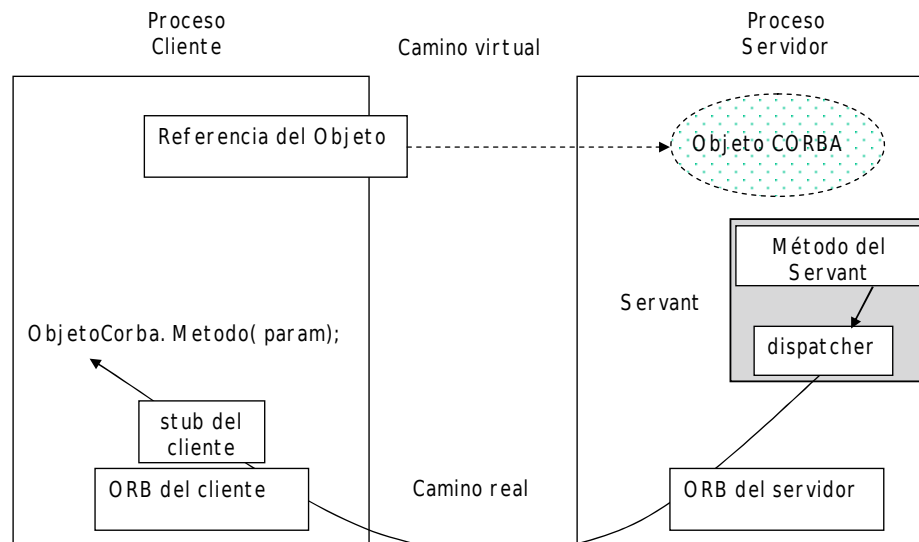 Proceso
Cliente
Camino virtual
Proceso
Servidor
Referencia del Objeto
Objeto CORBA
Método del
Servant
Servant
ObjetoCorba. Metodo( param);
dispatcher
stub del
cliente
ORB del cliente
Camino real
ORB del servidor